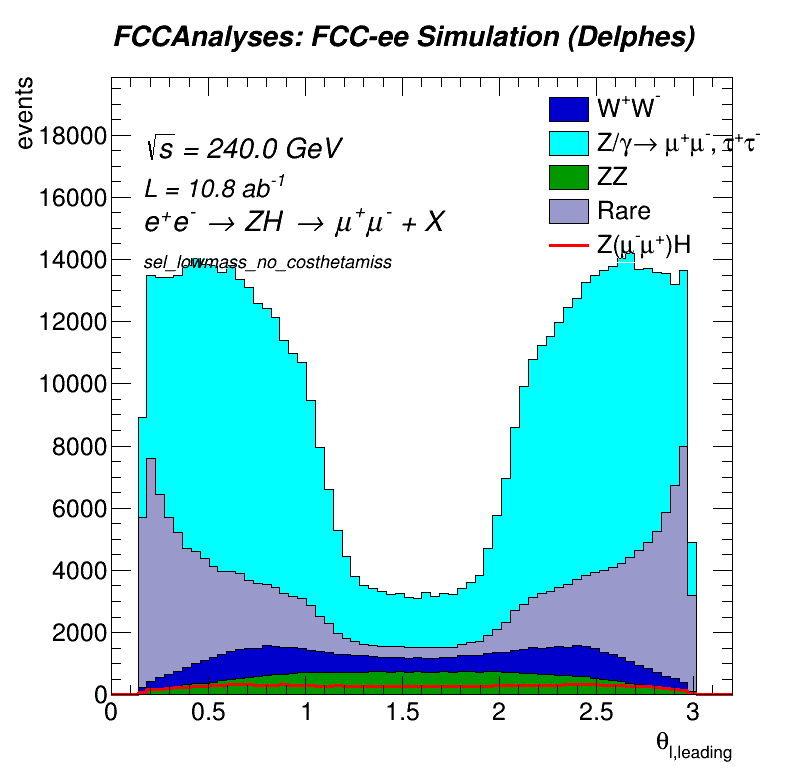 FCCAnalyses: FCC-ee Simulation (Delphes)
events
√s = 240.0 GeV
L = 10.8 ab⁻¹
e⁺e⁻ → ZH → μ⁺μ⁻ + X
sel_lowmass_no_costhetamiss
W⁺W⁻
Z/γ→ μ⁺μ⁻, τ⁺τ⁻
ZZ
Rare
Z(μ⁻μ⁺)H
18000
16000
14000
12000
10000
8000
6000
4000
2000
0
0 0.5 1 1.5 2 2.5 3
θl,leading